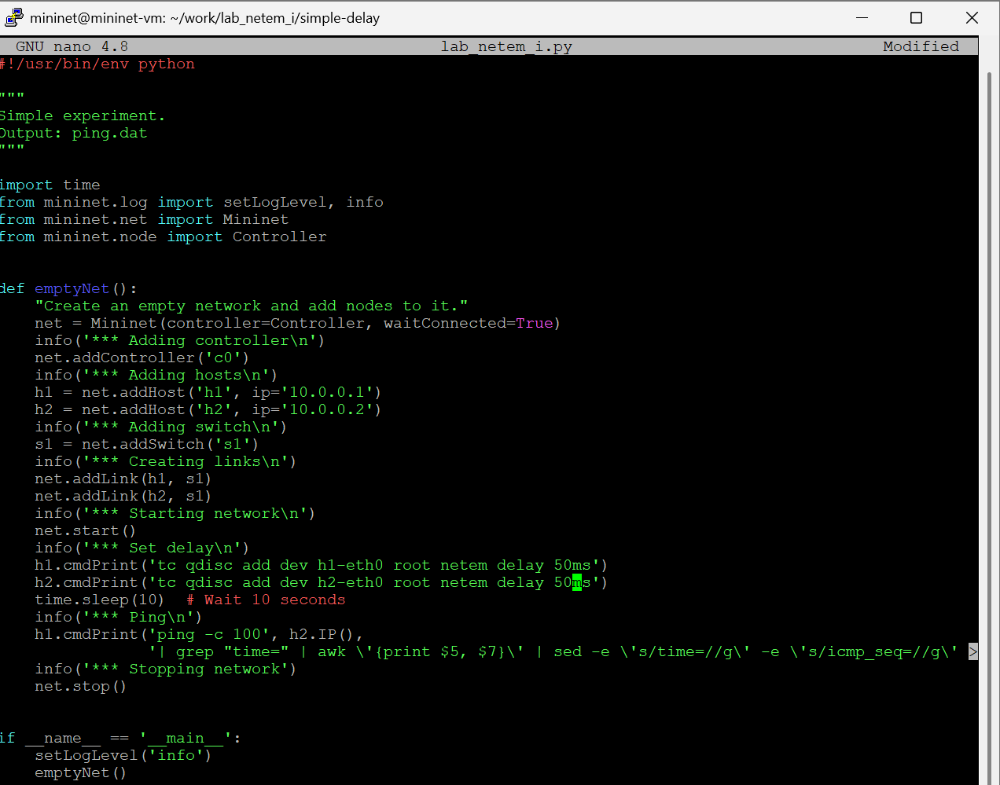 mininet@mininet-vm: ~/work/lab_netem_i/simple-delay
GNU nano 4.8 lab_netem_i.py Modified
#!/usr/bin/env python
"""
Simple experiment.
Output: ping.dat
"""
import time
from mininet.log import setLogLevel, info
from mininet.net import Mininet
from mininet.node import Controller
def emptyNet():
    "Create an empty network and add nodes to it."
    net = Mininet(controller=Controller, waitConnected=True)
    info('*** Adding controller\n')
    net.addController('c0')
    info('*** Adding hosts\n')
    h1 = net.addHost('h1', ip='10.0.0.1')
    h2 = net.addHost('h2', ip='10.0.0.2')
    info('*** Adding switch\n')
    s1 = net.addSwitch('s1')
    info('*** Creating links\n')
    net.addLink(h1, s1)
    net.addLink(h2, s1)
    info('*** Starting network\n')
    net.start()
    info('*** Set delay\n')
    h1.cmdPrint('tc qdisc add dev h1-eth0 root netem delay 50ms')
    h2.cmdPrint('tc qdisc add dev h2-eth0 root netem delay 50ms')
    time.sleep(10)  # Wait 10 seconds
    info('*** Ping\n')
    h1.cmdPrint('ping -c 100', h2.IP(),
                '| grep "time=" | awk \'{print $5, $7}\' | sed -e \'s/time=//g\' -e \'s/icmp_seq=//g\' >
    info('*** Stopping network')
    net.stop()
if __name__ == '__main__':
    setLogLevel('info')
    emptyNet()